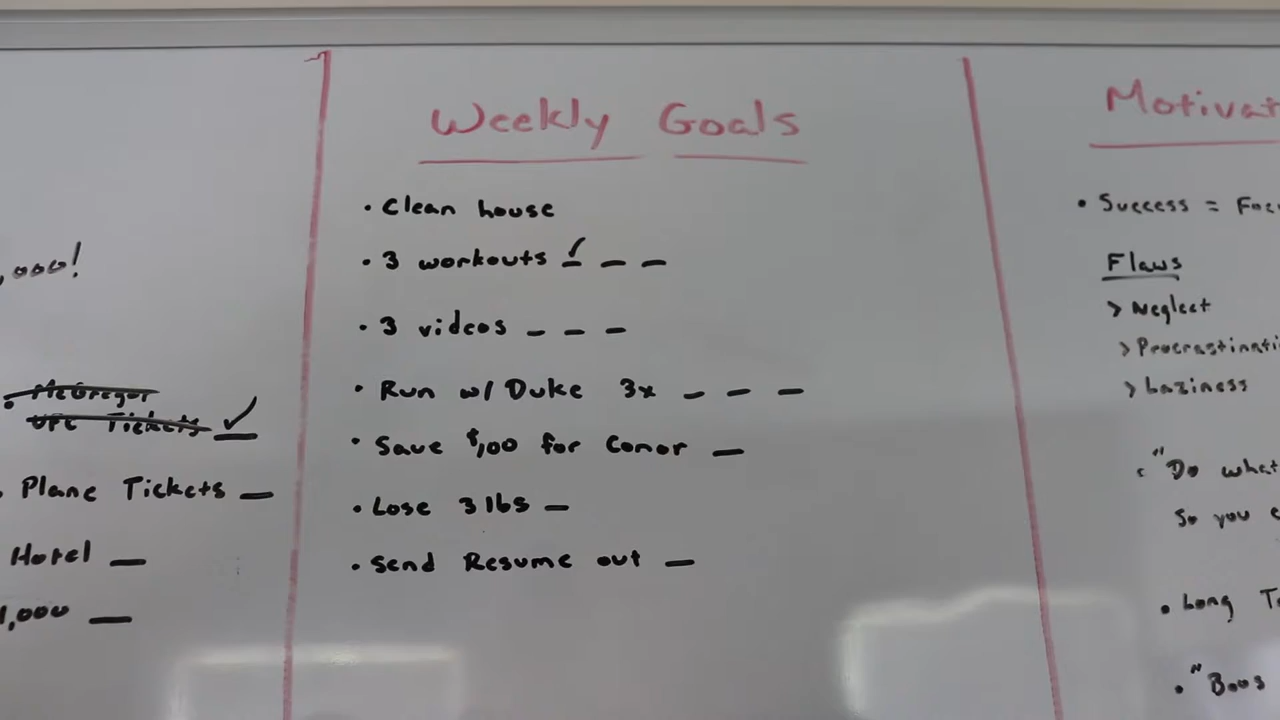 ,000!
McGregor
UFC Tickets
Plane Tickets
Hotel
1,000
Weekly Goals
• Clean house
• 3 workouts
• 3 videos
• Run w/ Duke 3x
• Save $100 for Conor
• Lose 3 lbs
• Send Resume out
Motivat
• Success = Foc
Flaws
> Neglect
> Procrastinati
> Laziness
• "Do what
So you c
• Long T
• "Boos